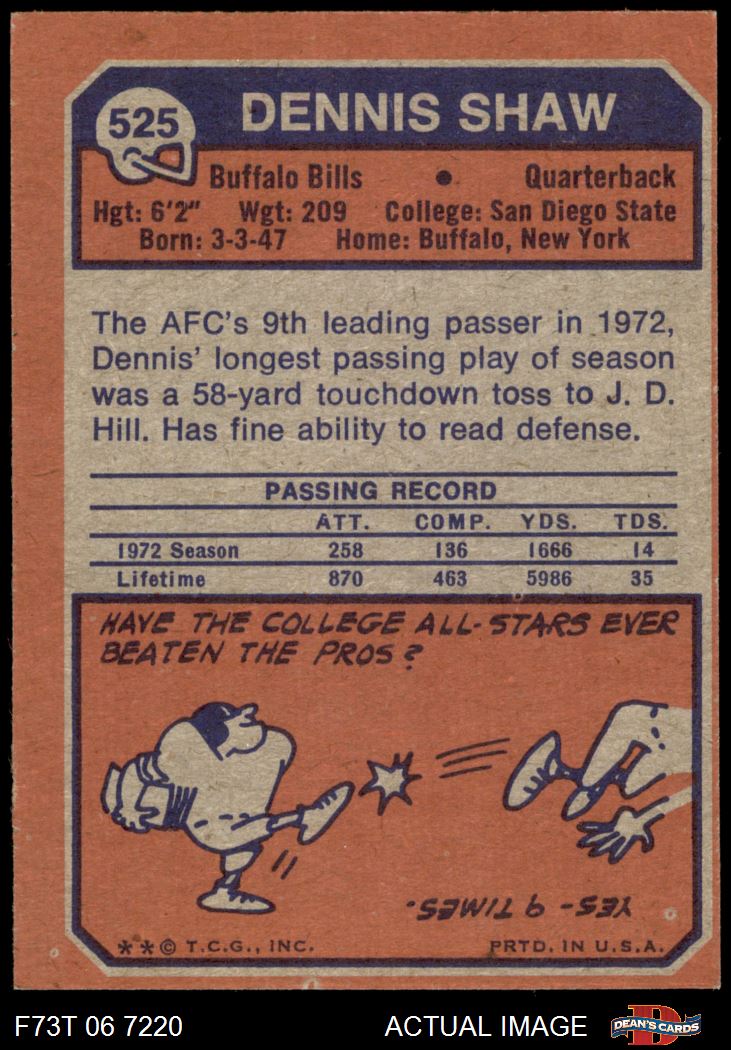 525
DENNIS SHAW
Buffalo Bills • Quarterback
Hgt: 6'2" Wgt: 209 College: San Diego State
Born: 3-3-47 Home: Buffalo, New York
The AFC's 9th leading passer in 1972,
Dennis' longest passing play of season
was a 58-yard touchdown toss to J. D.
Hill. Has fine ability to read defense.
PASSING RECORD
ATT. COMP. YDS. TDS.
1972 Season 258 136 1666 14
Lifetime 870 463 5986 35
HAVE THE COLLEGE ALL-STARS EVER
BEATEN THE PROS?
YES- 9 TIMES.
**© T.C.G., INC. PRTD. IN U.S.A.
F73T 06 7220 ACTUAL IMAGE
D
DEAN'S CARDS